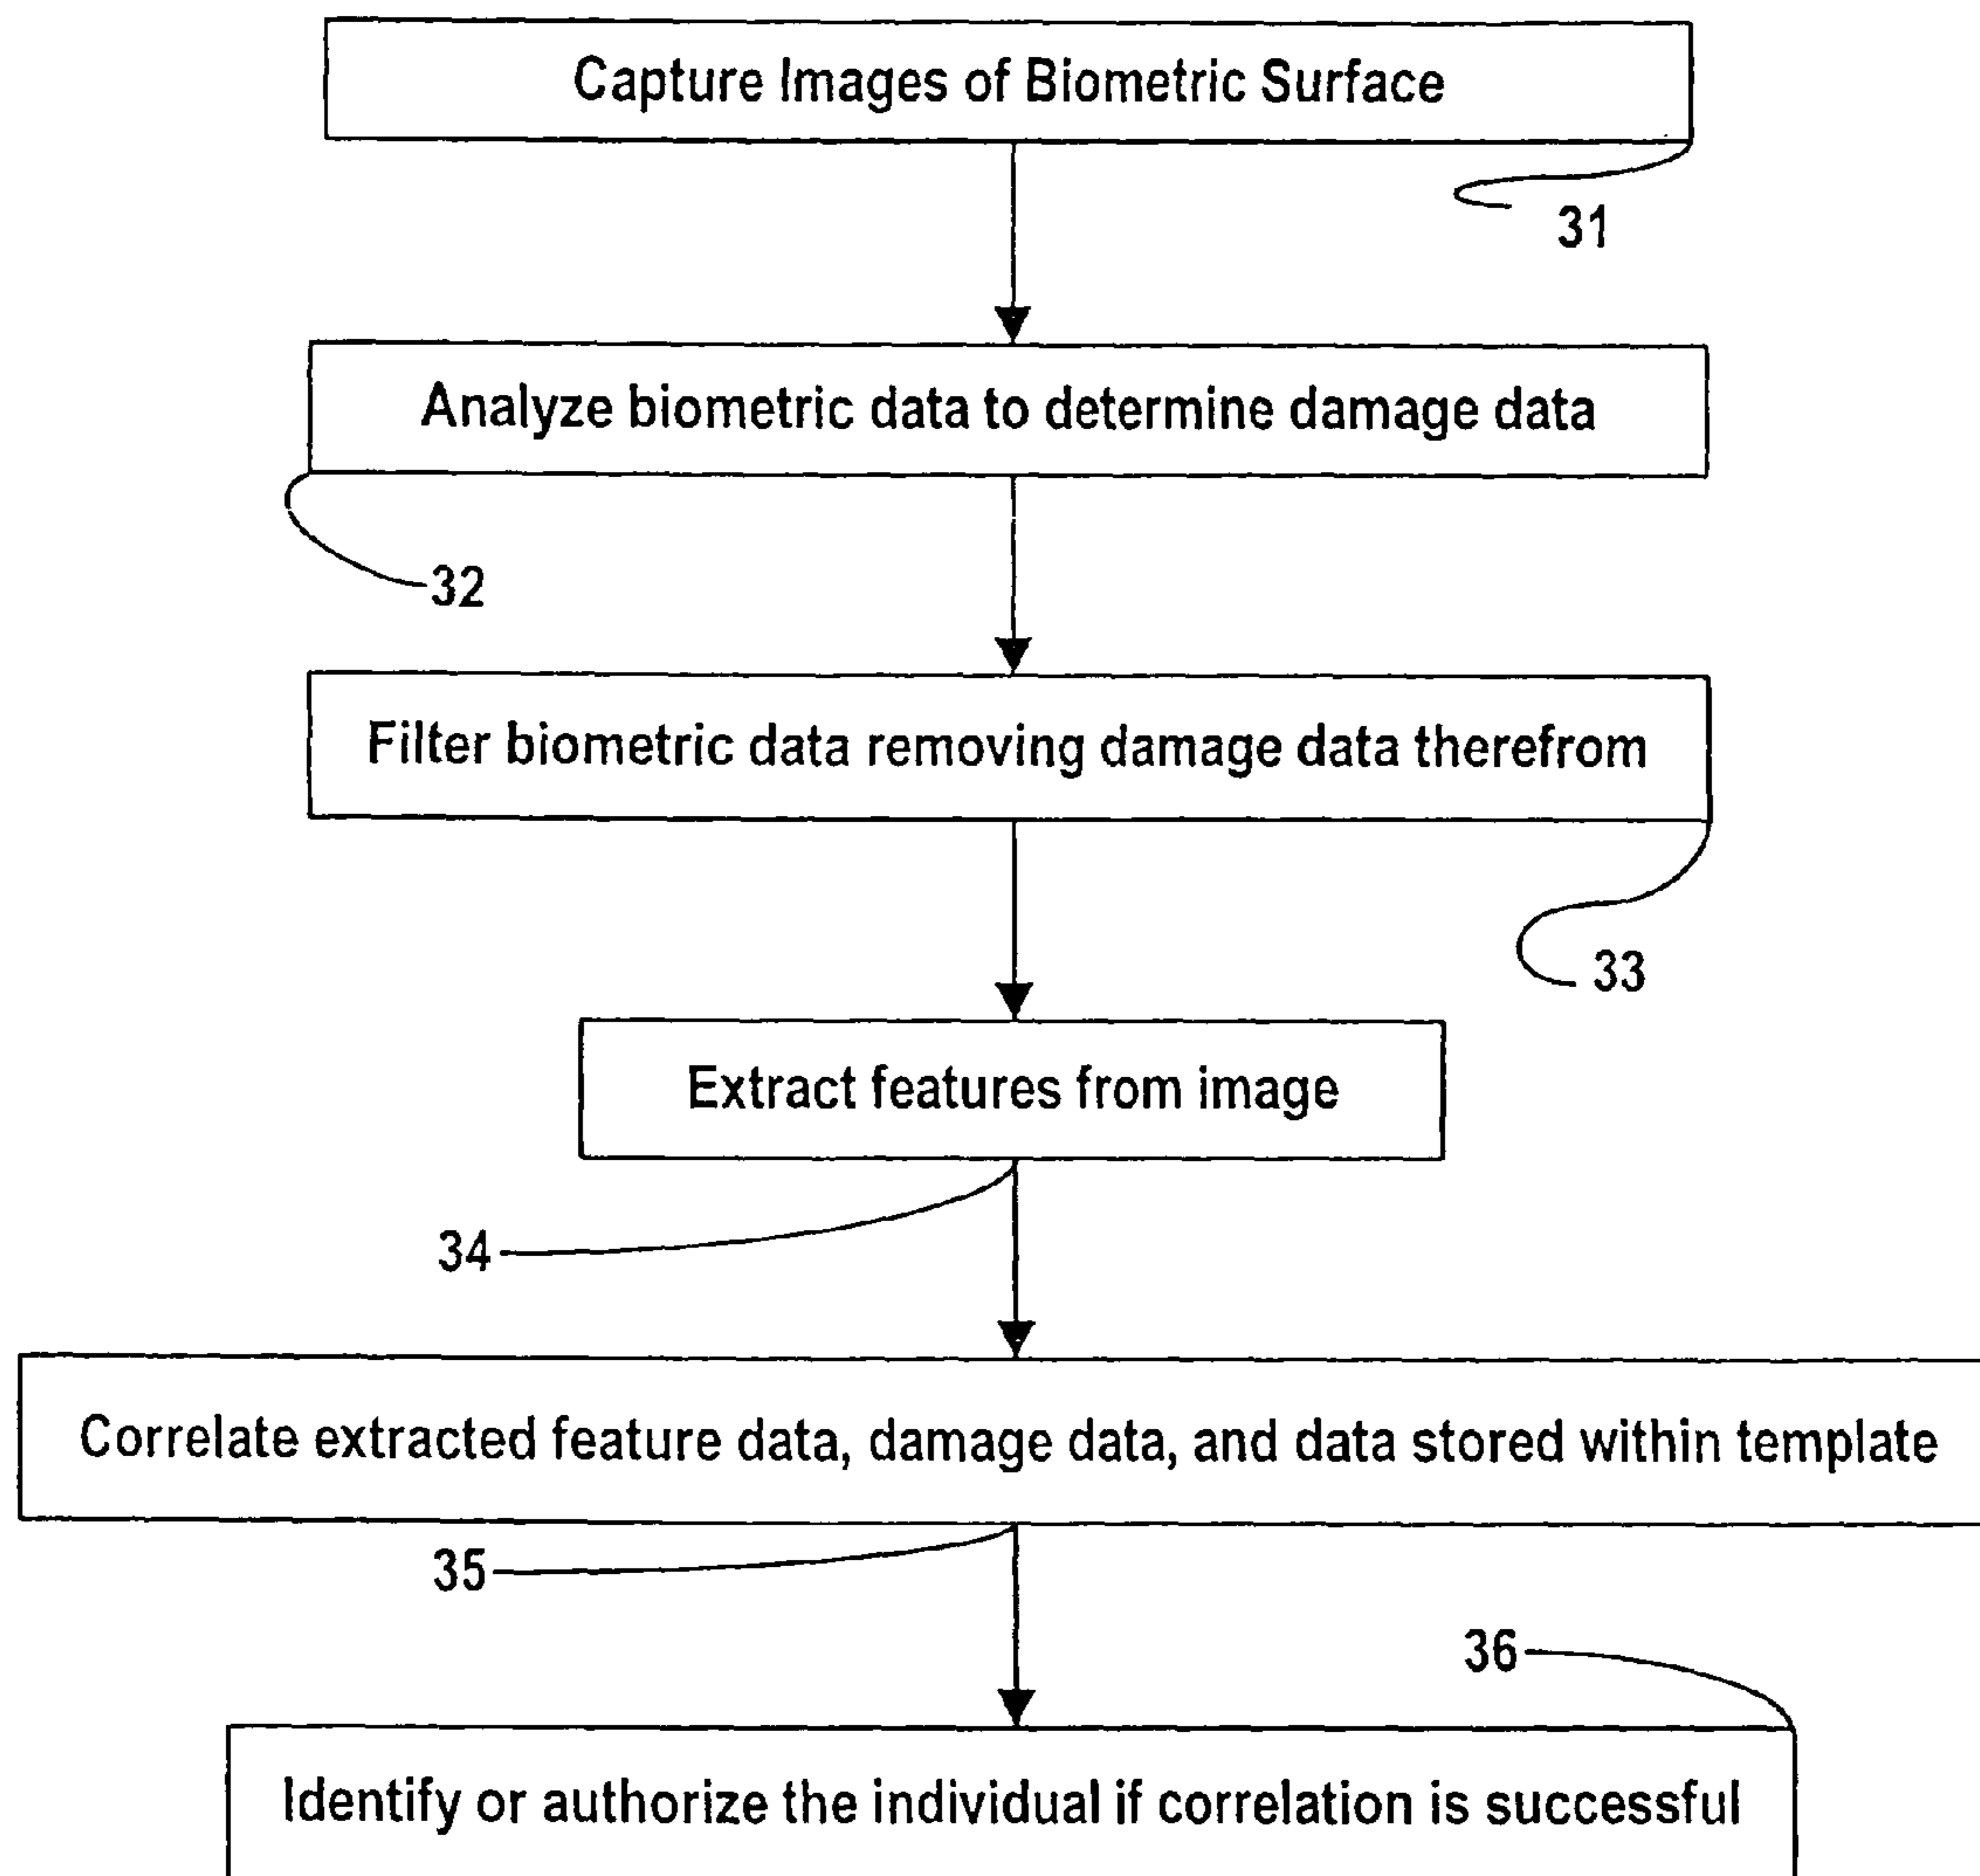 Capture Images of Biometric Surface
31
Analyze biometric data to determine damage data
32
Filter biometric data removing damage data therefrom
33
Extract features from image
34
Correlate extracted feature data, damage data, and data stored within template
35
36
Identify or authorize the individual if correlation is successful